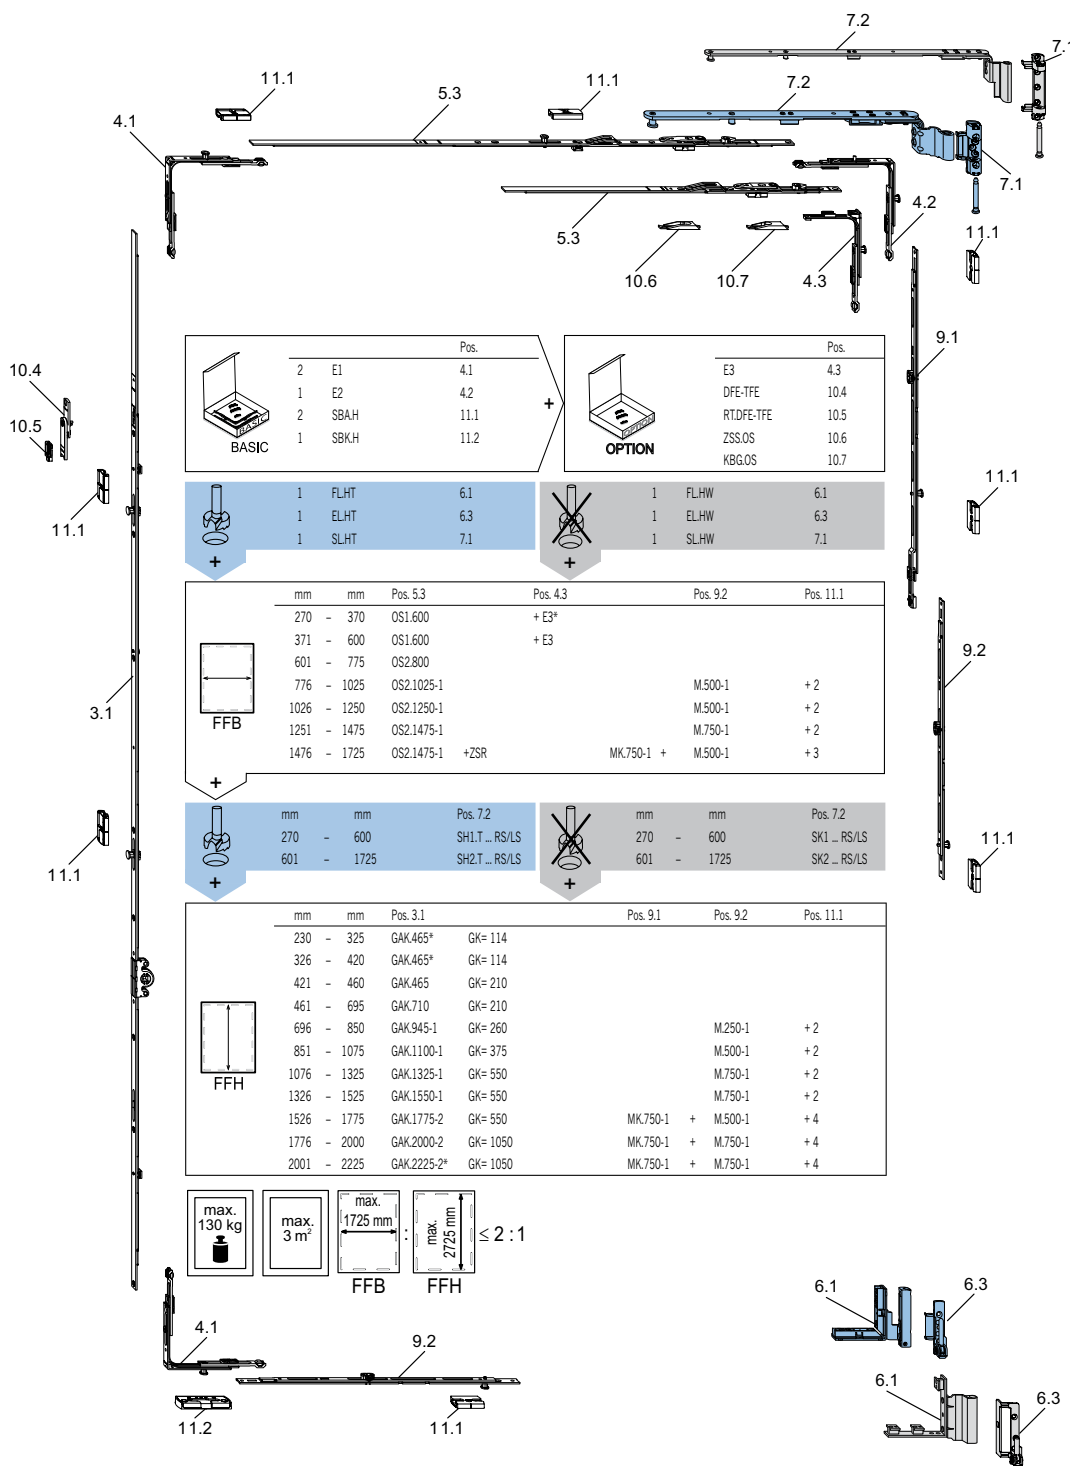 7.2
7.1
11.1
5.3
11.1
7.2
4.1
7.1
5.3
4.2
11.1
10.6
10.7
4.3
9.1
10.4
10.5
11.1
11.1
3.1
9.2
11.1
11.1
Pos.
2 E1 4.1
1 E2 4.2
2 SBA.H 11.1
1 SBK.H 11.2
BASIC
BASIC
+
Pos.
E3 4.3
DFE-TFE 10.4
RT.DFE-TFE 10.5
ZSS.OS 10.6
KBG.OS 10.7
OPTION
OPTION
1 FL.HT 6.1
1 EL.HT 6.3
1 SL.HT 7.1
+
1 FL.HW 6.1
1 EL.HW 6.3
1 SL.HW 7.1
+
mm mm Pos. 5.3 Pos. 4.3 Pos. 9.2 Pos. 11.1
270 – 370 OS1.600 + E3*
371 – 600 OS1.600 + E3
601 – 775 OS2.800
776 – 1025 OS2.1025-1 M.500-1 + 2
1026 – 1250 OS2.1250-1 M.500-1 + 2
1251 – 1475 OS2.1475-1 M.750-1 + 2
1476 – 1725 OS2.1475-1 +ZSR MK.750-1 + M.500-1 + 3
FFB
+
mm mm Pos. 7.2
270 – 600 SH1.T ... RS/LS
601 – 1725 SH2.T ... RS/LS
+
mm mm Pos. 7.2
270 – 600 SK1 ... RS/LS
601 – 1725 SK2 ... RS/LS
+
mm mm Pos. 3.1 Pos. 9.1 Pos. 9.2 Pos. 11.1
230 – 325 GAK.465* GK= 114
326 – 420 GAK.465* GK= 114
421 – 460 GAK.465 GK= 210
461 – 695 GAK.710 GK= 210
696 – 850 GAK.945-1 GK= 260 M.250-1 + 2
851 – 1075 GAK.1100-1 GK= 375 M.500-1 + 2
1076 – 1325 GAK.1325-1 GK= 550 M.750-1 + 2
1326 – 1525 GAK.1550-1 GK= 550 M.750-1 + 2
1526 – 1775 GAK.1775-2 GK= 550 MK.750-1 + M.500-1 + 4
1776 – 2000 GAK.2000-2 GK= 1050 MK.750-1 + M.750-1 + 4
2001 – 2225 GAK.2225-2* GK= 1050 MK.750-1 + M.750-1 + 4
FFH
max.
130 kg
max.
3 m²
max.
1725 mm
FFB
:
max.
2725 mm
FFH
≤ 2 : 1
4.1
9.2
11.2
11.1
6.1
6.3
6.1
6.3